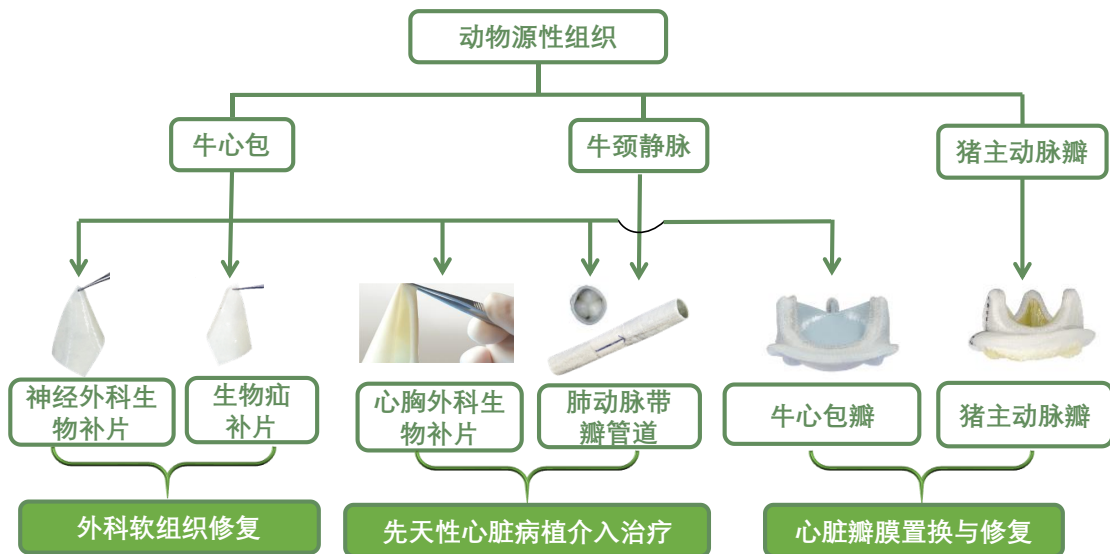 动物源性组织
牛心包
牛颈静脉
猪主动脉瓣
神经外科生
物补片
生物疝
补片
心胸外科生
物补片
肺动脉带
瓣管道
牛心包瓣
猪主动脉瓣
外科软组织修复
先天性心脏病植介入治疗
心脏瓣膜置换与修复